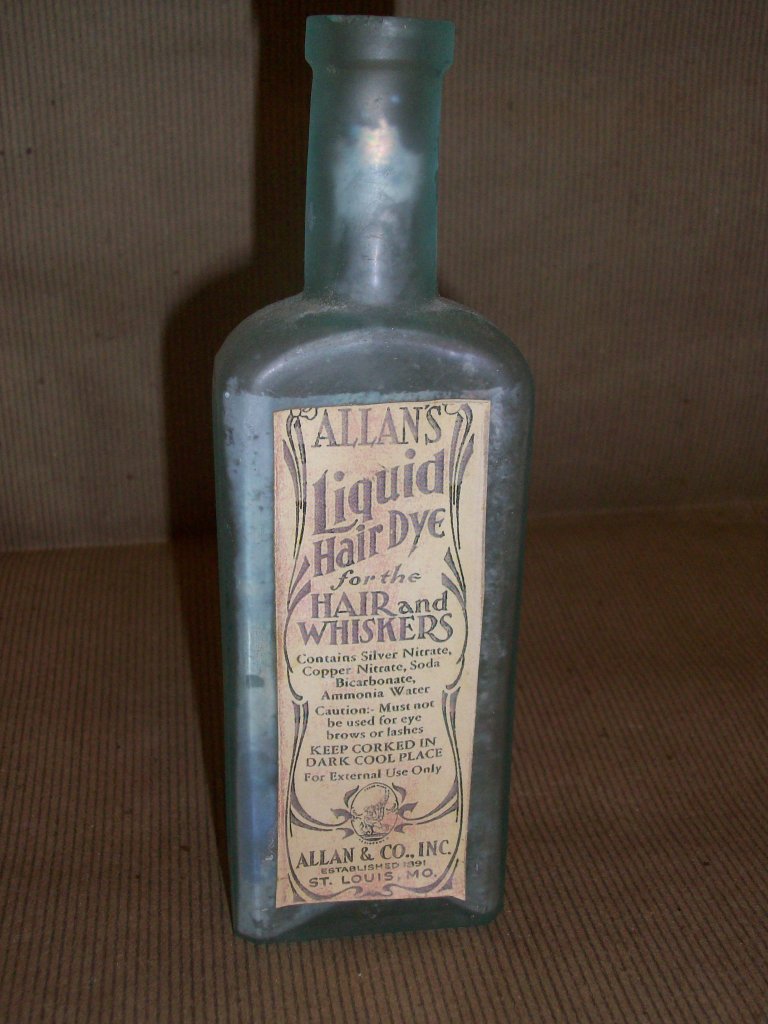 ALLAN'S
Liquid
Hair Dye
for the
HAIR and
WHISKERS
Contains Silver Nitrate,
Copper Nitrate, Soda
Bicarbonate,
Ammonia Water
Caution:- Must not
be used for eye
brows or lashes
KEEP CORKED IN
DARK COOL PLACE
For External Use Only
ALLAN & CO., INC.
ESTABLISHED 1891
ST. LOUIS, MO.